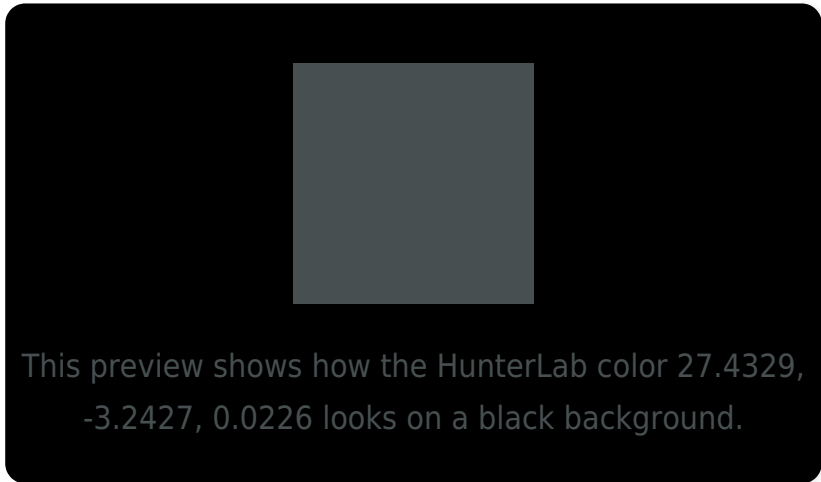 This preview shows how the HunterLab color 27.4329,
-3.2427, 0.0226 looks on a black background.